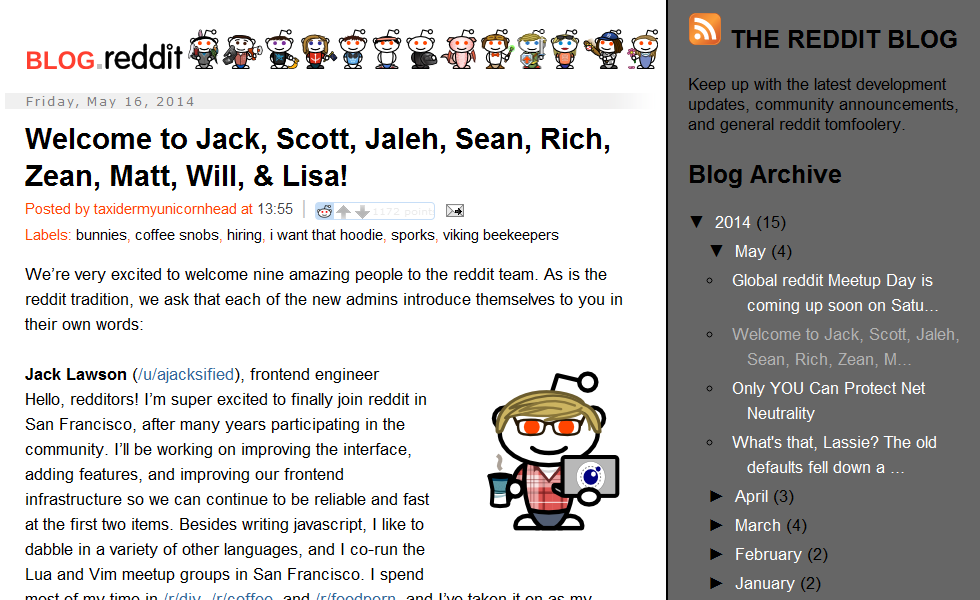 BLOG.reddit
Friday, May 16, 2014
Welcome to Jack, Scott, Jaleh, Sean, Rich,
Zean, Matt, Will, & Lisa!
Posted by taxidermyunicornhead at 13:55
1172 point
Labels: bunnies, coffee snobs, hiring, i want that hoodie, sporks, viking beekeepers
We’re very excited to welcome nine amazing people to the reddit team. As is the
reddit tradition, we ask that each of the new admins introduce themselves to you in
their own words:
Jack Lawson (/u/ajacksified), frontend engineer
Hello, redditors! I’m super excited to finally join reddit in
San Francisco, after many years participating in the
community. I’ll be working on improving the interface,
adding features, and improving our frontend
infrastructure so we can continue to be reliable and fast
at the first two items. Besides writing javascript, I like to
dabble in a variety of other languages, and I co-run the
Lua and Vim meetup groups in San Francisco. I spend
most of my time in /r/diy, /r/coffee, and /r/foodporn, and I’ve taken it on as my
THE REDDIT BLOG
Keep up with the latest development
updates, community announcements,
and general reddit tomfoolery.
Blog Archive
▼ 2014 (15)
▼ May (4)
Global reddit Meetup Day is
coming up soon on Satu...
Welcome to Jack, Scott, Jaleh,
Sean, Rich, Zean, M...
Only YOU Can Protect Net
Neutrality
What's that, Lassie? The old
defaults fell down a ...
► April (3)
► March (4)
► February (2)
► January (2)